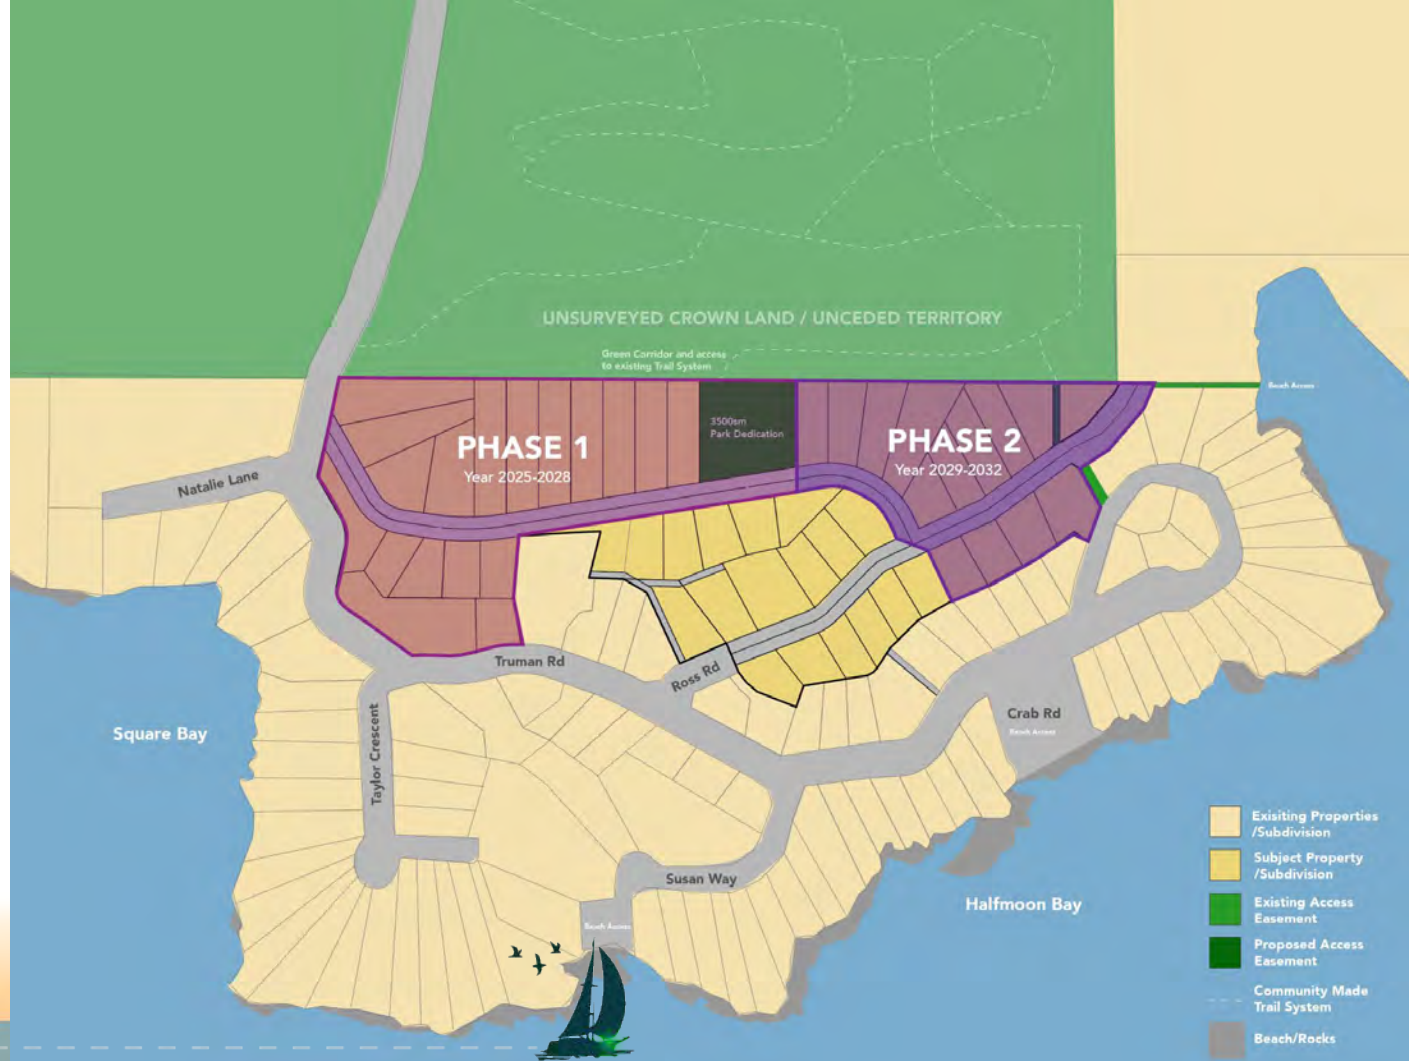 UNSURVEYED CROWN LAND / UNCEDED TERRITORY
Green Corridor and access
to existing Trail System
Beach Access
3500sm
Park Dedication
PHASE 1
Year 2025-2028
PHASE 2
Year 2029-2032
Natalie Lane
Truman Rd
Ross Rd
Taylor Crescent
Square Bay
Crab Rd
Beach Access
Susan Way
Beach Access
Halfmoon Bay
Exisiting Properties
/Subdivision
Subject Property
/Subdivision
Existing Access
Easement
Proposed Access
Easement
Community Made
Trail System
Beach/Rocks